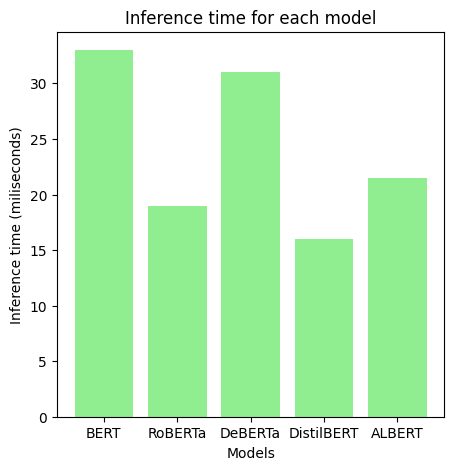 Inference time for each model
Inference time (miliseconds)
30
25
20
15
10
5
0
BERT RoBERTa DeBERTa DistilBERT ALBERT
Models